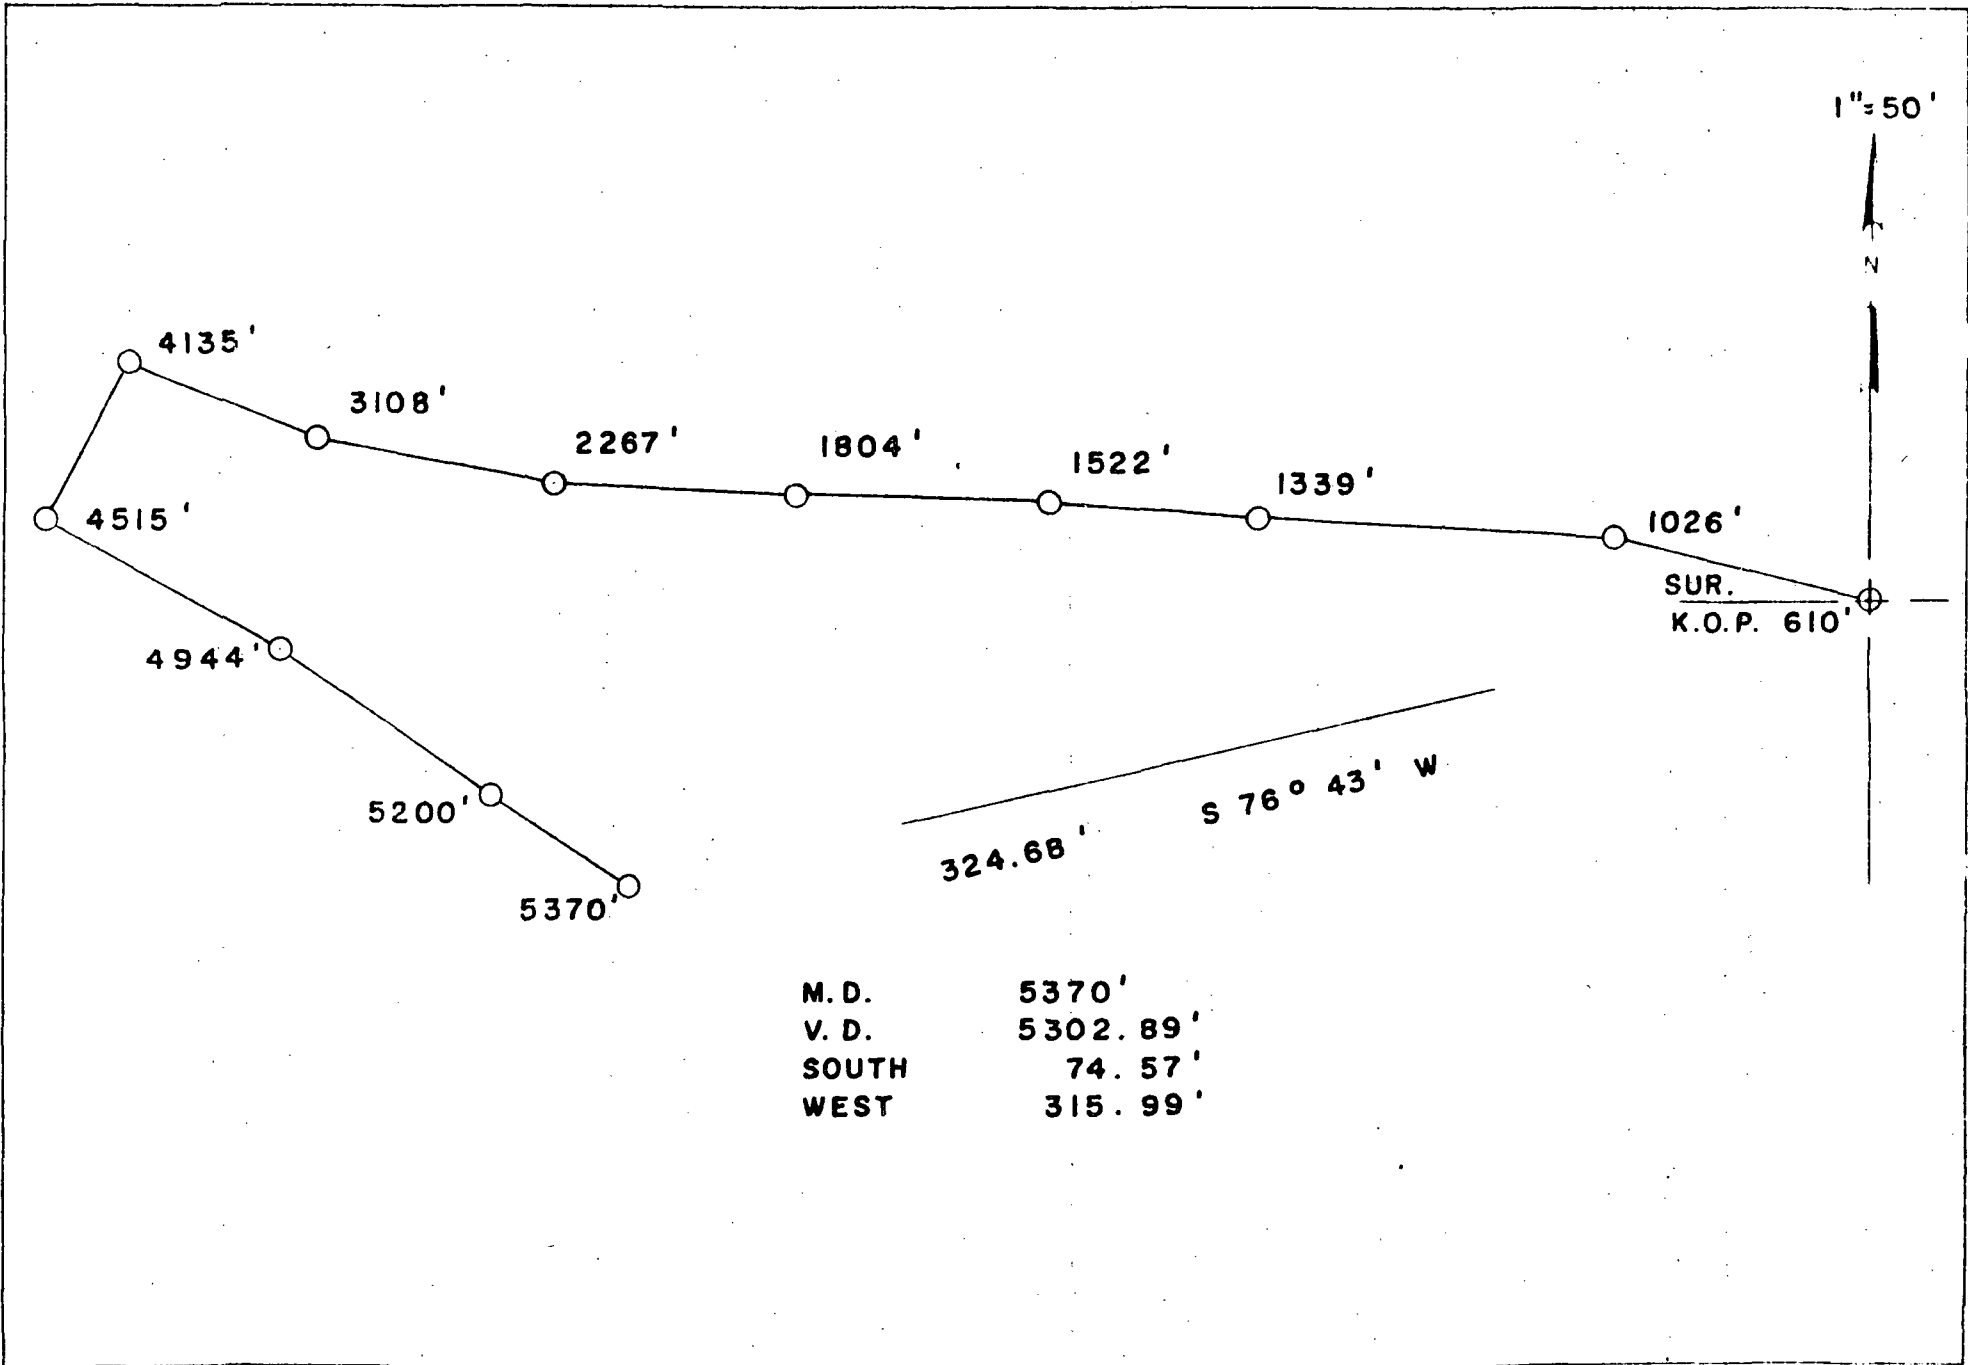 1"=50'
N
4135'
3108'
2267'
1804'
1522'
1339'
1026'
SUR.
K.O.P. 610'
4515'
4944'
5200'
5370'
S 76° 43' W
324.68'
M.D. 5370'
V.D. 5302.89'
SOUTH 74.57'
WEST 315.99'